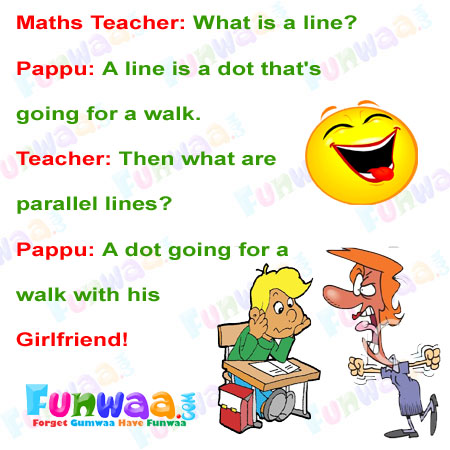 Maths Teacher: What is a line?
Pappu: A line is a dot that's
going for a walk.
Teacher: Then what are
parallel lines?
Pappu: A dot going for a
walk with his
Girlfriend!
Funwaa.com
Forget Gumwaa Have Funwaa